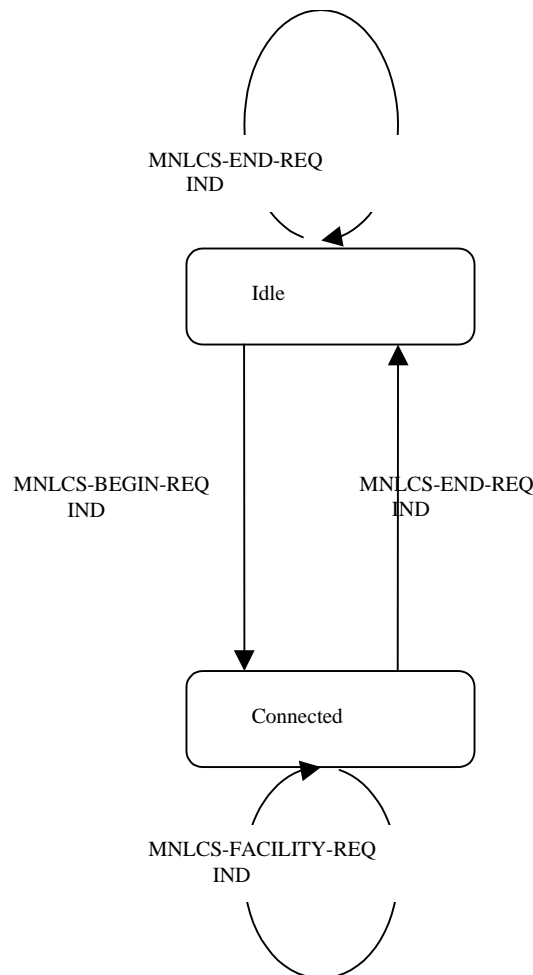 MNLCS-END-REQ
IND
Idle
MNLCS-BEGIN-REQ
IND
MNLCS-END-REQ
IND
Connected
MNLCS-FACILITY-REQ
IND